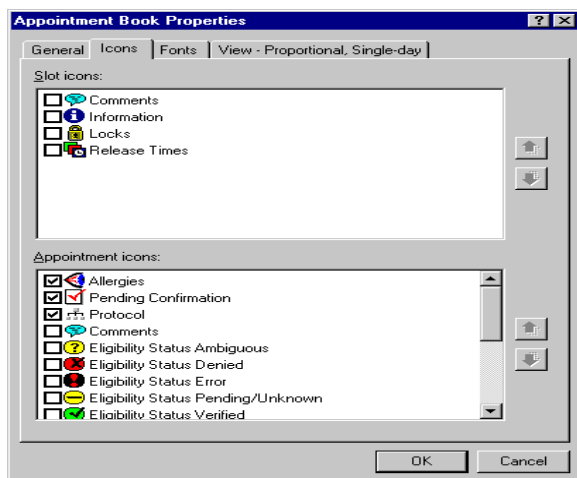 Appointment Book Properties
General Icons Fonts View - Proportional, Single-day
Slot icons:
Comments
Information
Locks
Release Times
Appointment icons:
Allergies
Pending Confirmation
Protocol
Comments
Eligibility Status Ambiguous
Eligibility Status Denied
Eligibility Status Error
Eligibility Status Pending/Unknown
Eligibility Status Verified
OK Cancel